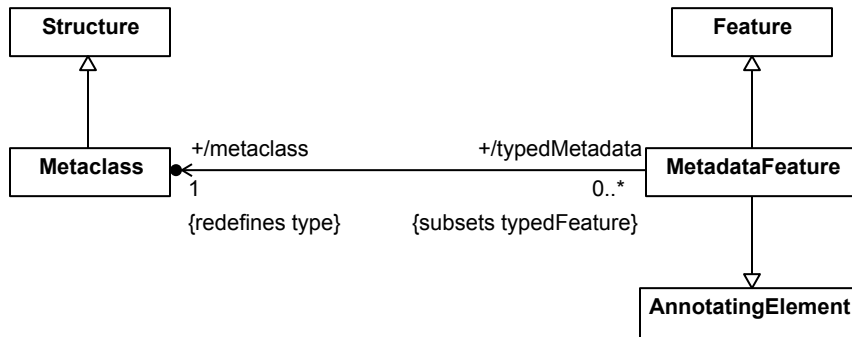 Structure
Feature
+/metaclass
+/typedMetadata
Metaclass
MetadataFeature
1
0..*
{redefines type}
{subsets typedFeature}
AnnotatingElement